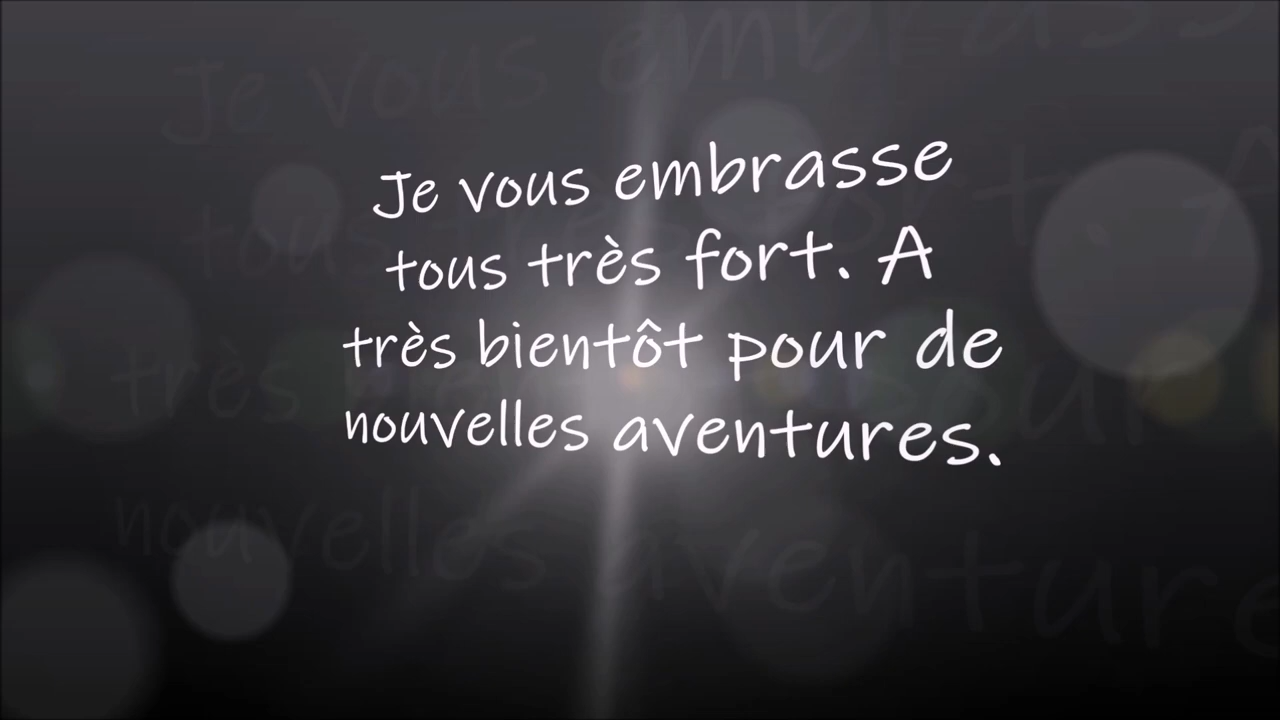 Je vous embrasse
tous très fort. A
très bientôt pour de
nouvelles aventures.